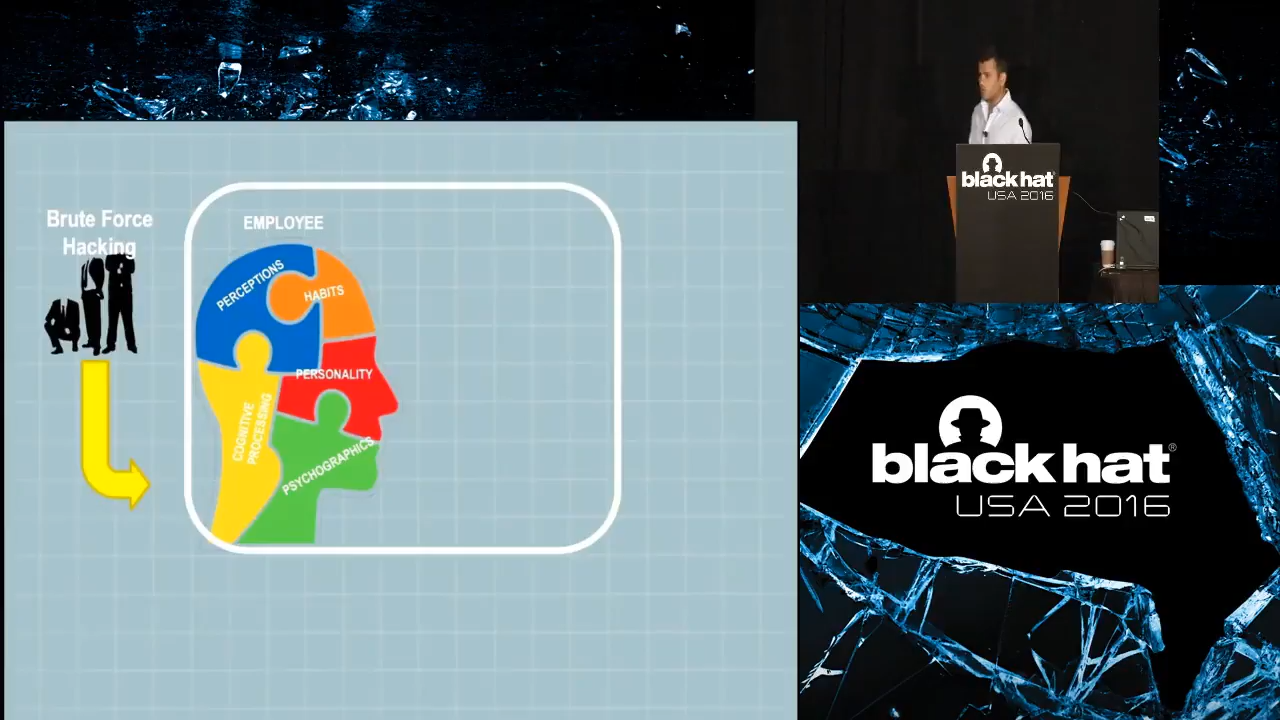 Brute Force
Hacking
EMPLOYEE
PERCEPTIONS
HABITS
PERSONALITY
COGNITIVE
PROCESSING
PSYCHOGRAPHICS
black hat
USA 2016
black hat®
USA 2016